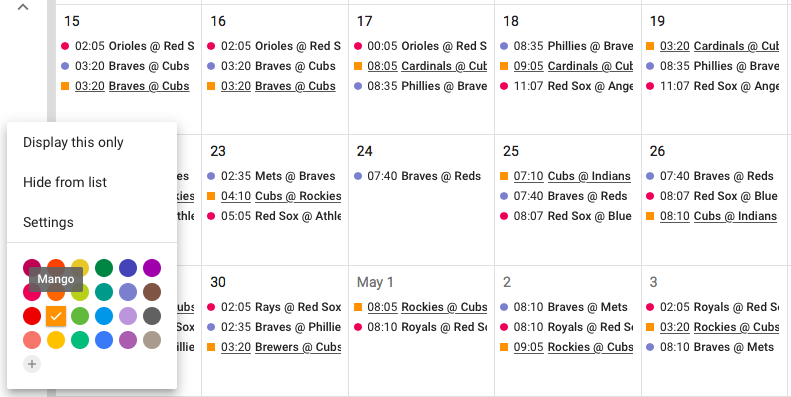 15
02:05 Orioles @ Red S
03:20 Braves @ Cubs
03:20 Braves @ Cubs
16
02:05 Orioles @ Red S
03:20 Braves @ Cubs
03:20 Braves @ Cubs
17
00:05 Orioles @ Red S
08:05 Cardinals @ Cub
08:35 Phillies @ Brave
18
08:35 Phillies @ Brave
09:05 Cardinals @ Cub
11:07 Red Sox @ Ange
19
03:20 Cardinals @ Cub
08:35 Phillies @ Brave
11:07 Red Sox @ Ange
Display this only
Hide from list
Settings
Mango
23
02:35 Mets @ Braves
04:10 Cubs @ Rockies
05:05 Red Sox @ Athle
24
07:40 Braves @ Reds
25
07:10 Cubs @ Indians
07:40 Braves @ Reds
08:07 Red Sox @ Blue
26
07:40 Braves @ Reds
08:07 Red Sox @ Blue
08:10 Cubs @ Indians
30
02:05 Rays @ Red Sox
02:35 Braves @ Phillie
03:20 Brewers @ Cubs
May 1
08:05 Rockies @ Cubs
08:10 Royals @ Red So
2
08:10 Braves @ Mets
08:10 Royals @ Red So
09:05 Rockies @ Cubs
3
02:05 Royals @ Red So
03:20 Rockies @ Cubs
08:10 Braves @ Mets